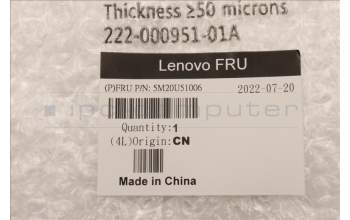 Thickness ≥50 microns
222-000951-01A
Lenovo FRU
(P)FRU P/N: 5M20U51006 2022-07-20
Quantity:1
(4L)Origin:CN
Made in China